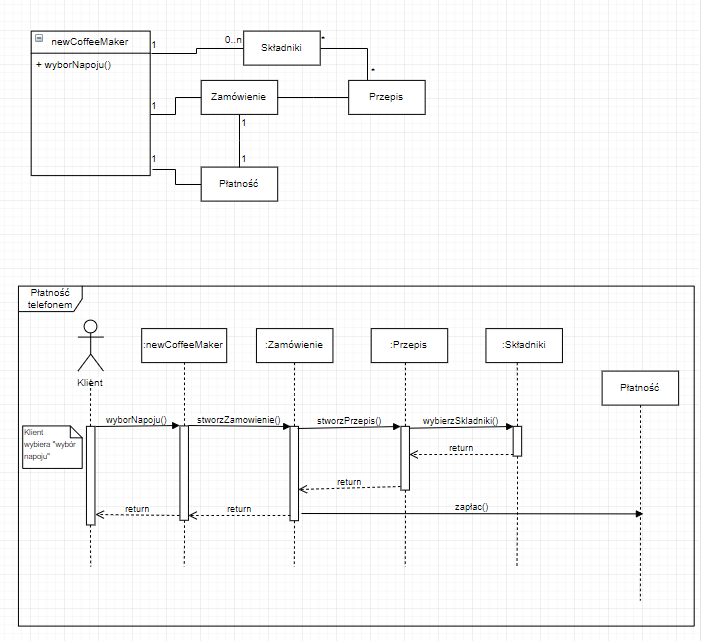 newCoffeeMaker
+ wyborNapoju()
1
0..n
Składniki
*
*
1
Zamówienie
Przepis
1
1
1
Płatność
Płatność
telefonem
Klient
:newCoffeeMaker
:Zamówienie
:Przepis
:Składniki
Płatność
Klient
wybiera "wybór
napoju"
wyborNapoju()
stworzZamowienie()
stworzPrzepis()
wybierzSkladniki()
return
return
return
return
zapłac()